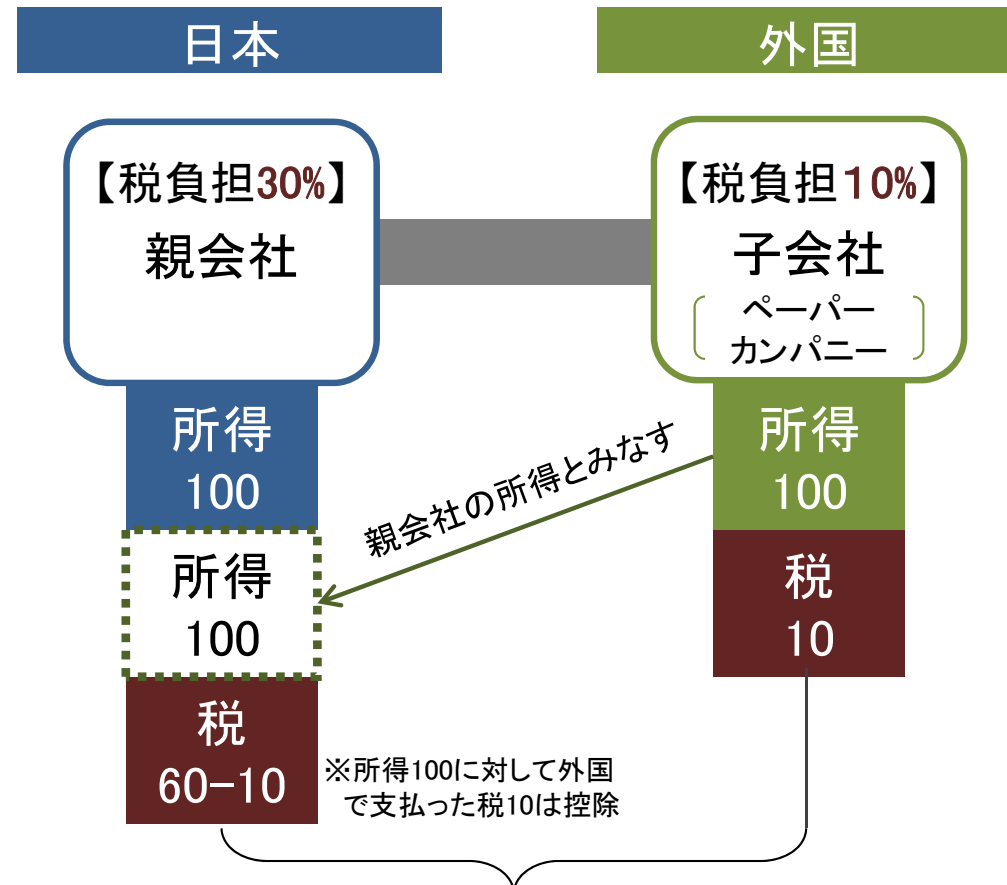 日本
外国
【税負担30%】
親会社
【税負担10%】
子会社
ペーパー
カンパニー
所得
100
所得
100
親会社の所得とみなす
所得
100
税
10
税
60-10
※所得100に対して外国
で支払った税10は控除